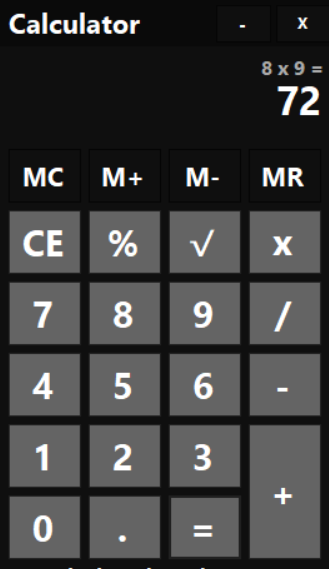 Calculator - x
8 x 9 =
72
MC M+ M- MR
CE % √ x
7 8 9 /
4 5 6 -
1 2 3
+
0 . =